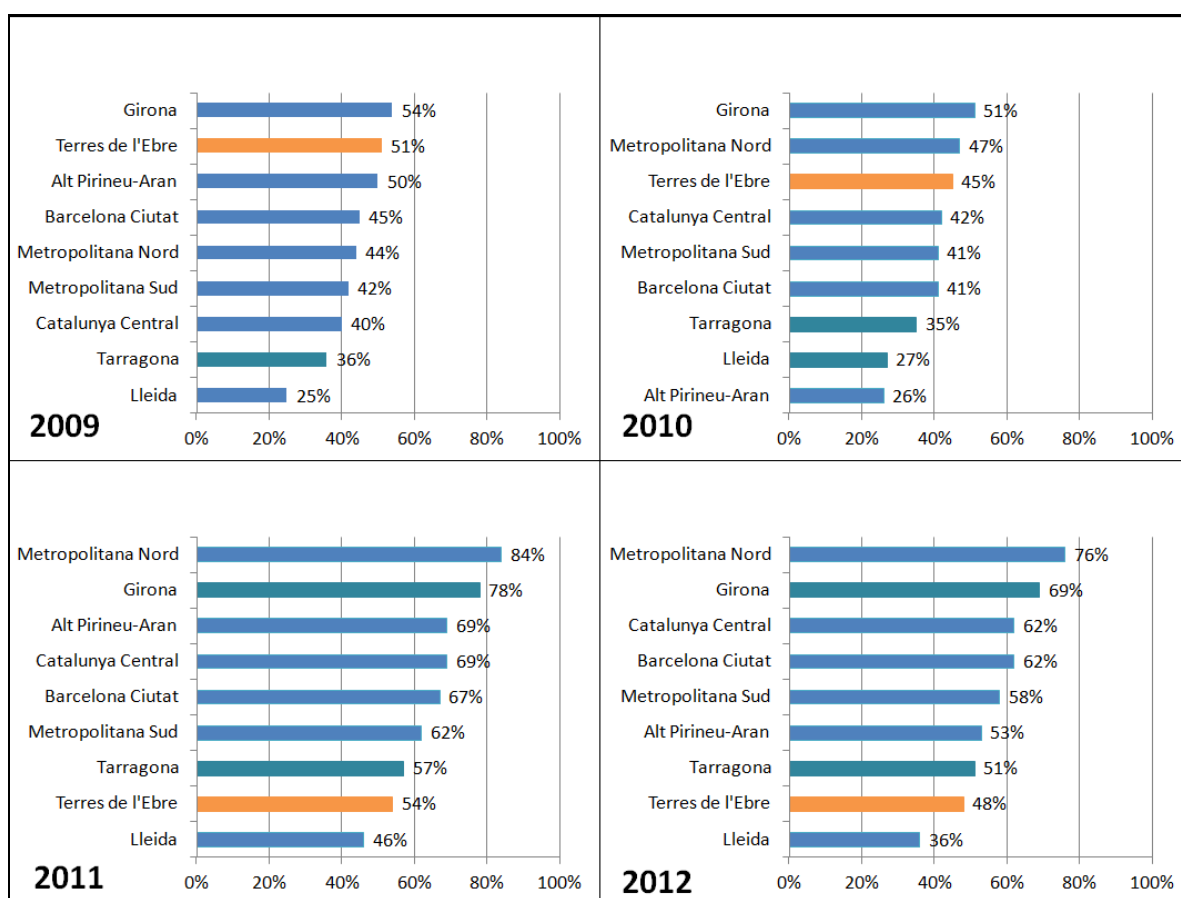 Girona 54%
Terres de l'Ebre 51%
Alt Pirineu-Aran 50%
Barcelona Ciutat 45%
Metropolitana Nord 44%
Metropolitana Sud 42%
Catalunya Central 40%
Tarragona 36%
Lleida 25%
2009
0% 20% 40% 60% 80% 100%
Girona 51%
Metropolitana Nord 47%
Terres de l'Ebre 45%
Catalunya Central 42%
Metropolitana Sud 41%
Barcelona Ciutat 41%
Tarragona 35%
Lleida 27%
Alt Pirineu-Aran 26%
2010
0% 20% 40% 60% 80% 100%
Metropolitana Nord 84%
Girona 78%
Alt Pirineu-Aran 69%
Catalunya Central 69%
Barcelona Ciutat 67%
Metropolitana Sud 62%
Tarragona 57%
Terres de l'Ebre 54%
Lleida 46%
2011
0% 20% 40% 60% 80% 100%
Metropolitana Nord 76%
Girona 69%
Catalunya Central 62%
Barcelona Ciutat 62%
Metropolitana Sud 58%
Alt Pirineu-Aran 53%
Tarragona 51%
Terres de l'Ebre 48%
Lleida 36%
2012
0% 20% 40% 60% 80% 100%